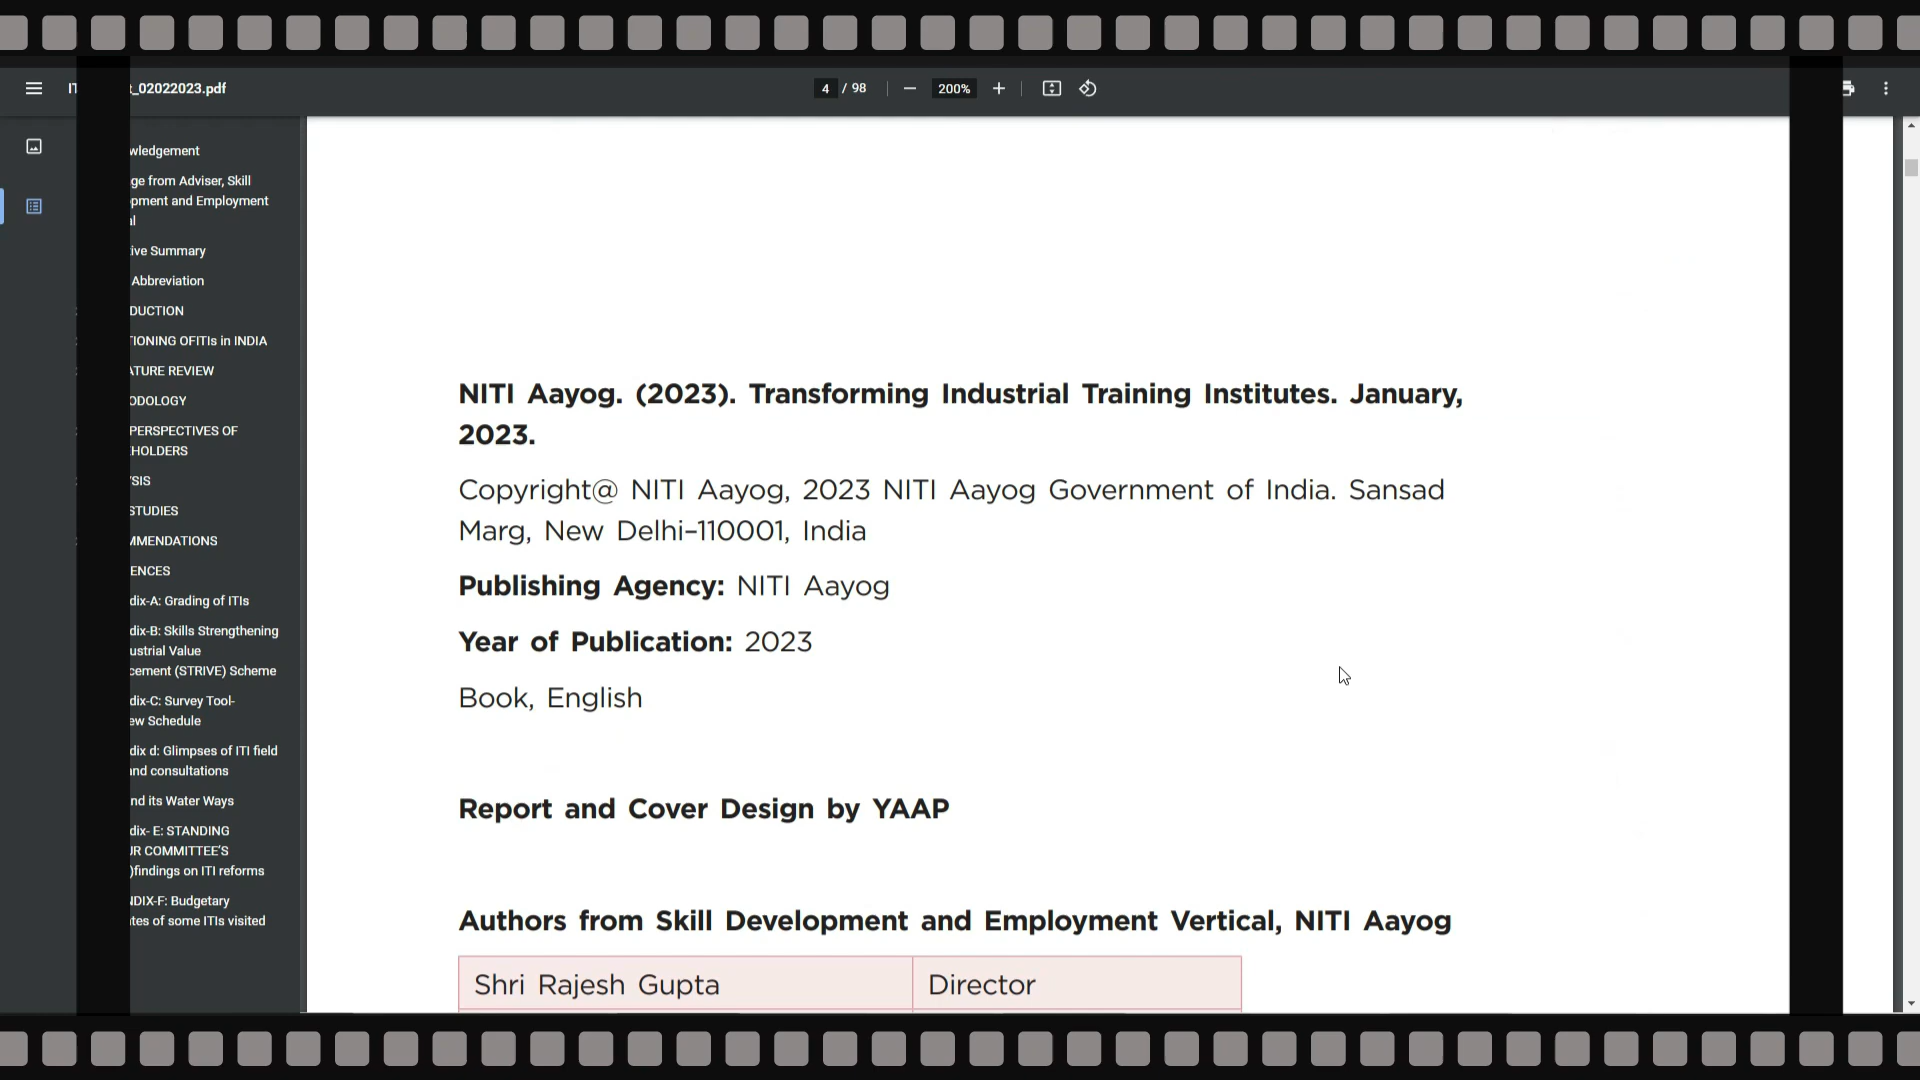 t_02022023.pdf
4 / 98
200%
wledgement
ge from Adviser, Skill
pment and Employment
al
ive Summary
Abbreviation
DUCTION
TIONING OFITIs in INDIA
ATURE REVIEW
ODOLOGY
PERSPECTIVES OF
HOLDERS
YSIS
STUDIES
MMENDATIONS
ENCES
dix-A: Grading of ITIs
dix-B: Skills Strengthening
ustrial Value
cement (STRIVE) Scheme
dix-C: Survey Tool-
ew Schedule
dix d: Glimpses of ITI field
and consultations
nd its Water Ways
dix- E: STANDING
UR COMMITTEE'S
)findings on ITI reforms
NDIX-F: Budgetary
tes of some ITIs visited
NITI Aayog. (2023). Transforming Industrial Training Institutes. January,
2023.
Copyright@ NITI Aayog, 2023 NITI Aayog Government of India. Sansad
Marg, New Delhi–110001, India
Publishing Agency: NITI Aayog
Year of Publication: 2023
Book, English
Report and Cover Design by YAAP
Authors from Skill Development and Employment Vertical, NITI Aayog
Shri Rajesh Gupta Director